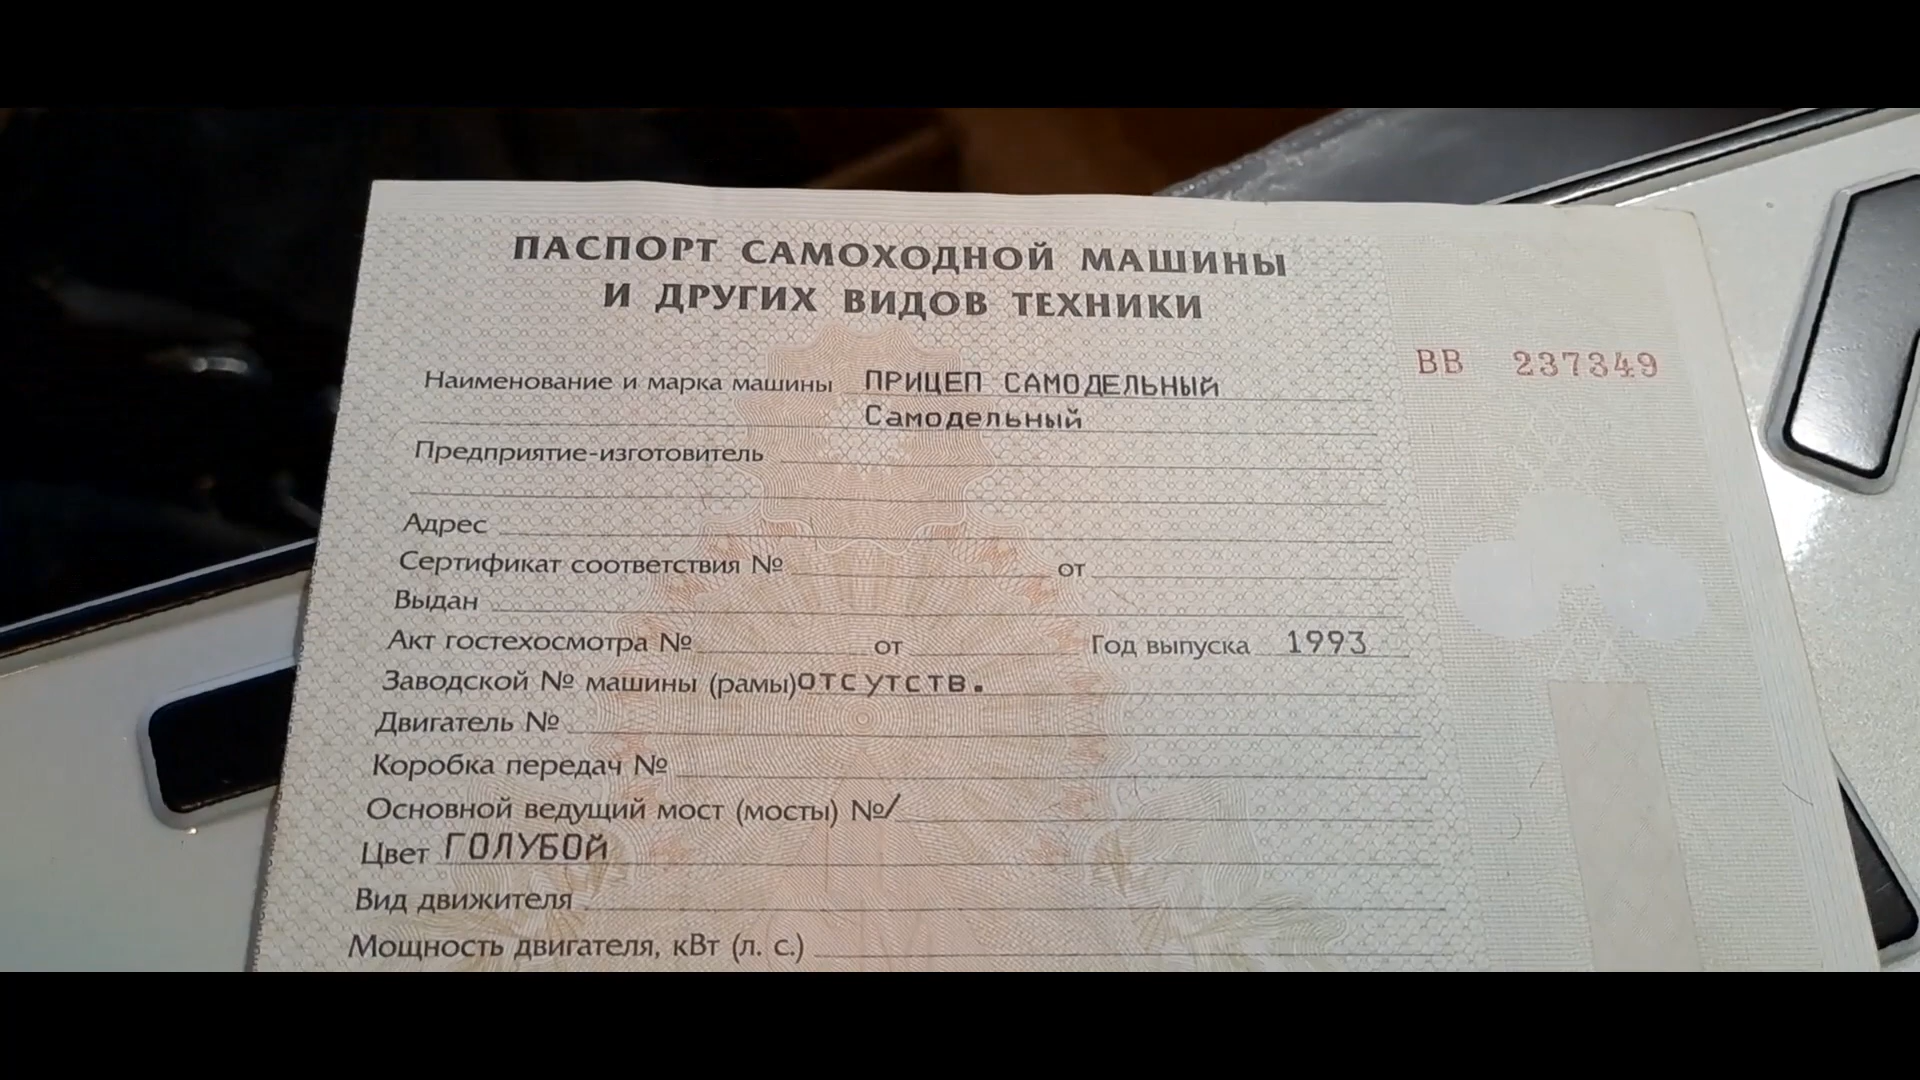 ПАСПОРТ САМОХОДНОЙ МАШИНЫ
И ДРУГИХ ВИДОВ ТЕХНИКИ
ВВ 237349
Наименование и марка машины ПРИЦЕП САМОДЕЛЬНЫЙ
Самодельный
Предприятие-изготовитель
Адрес
Сертификат соответствия № от
Выдан
Акт гостехосмотра № от Год выпуска 1993
Заводской № машины (рамы) отсутств.
Двигатель №
Коробка передач №
Основной ведущий мост (мосты) №/
Цвет ГОЛУБОЙ
Вид движителя
Мощность двигателя, кВт (л. с.)